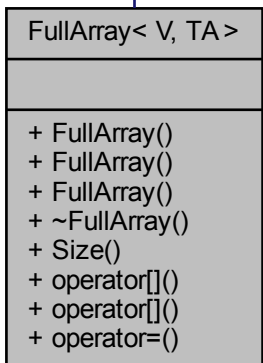 FullArray< V, TA >
+ FullArray()
+ FullArray()
+ FullArray()
+ ~FullArray()
+ Size()
+ operator[]()
+ operator[]()
+ operator=()